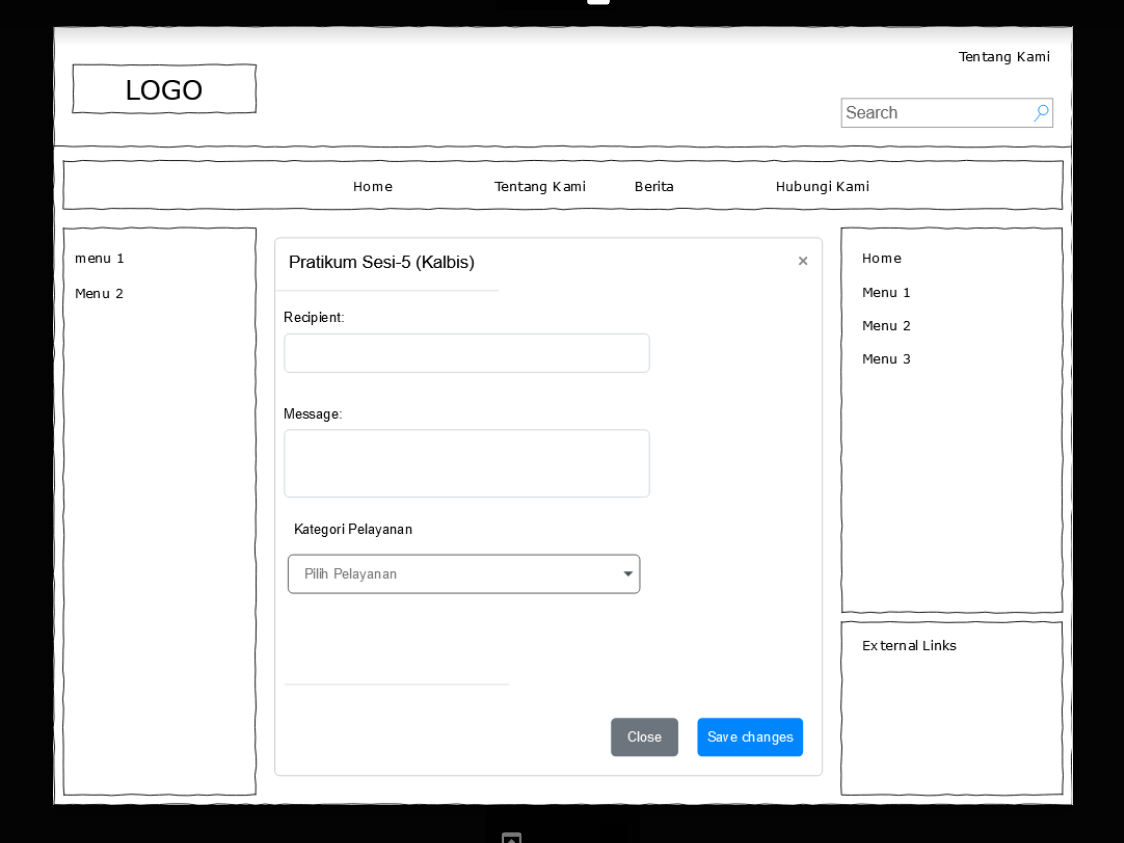 Tentang Kami
LOGO
Search
Home Tentang Kami Berita Hubungi Kami
menu 1
Menu 2
Pratikum Sesi-5 (Kalbis) ×
Recipient:
Message:
Kategori Pelayanan
Pilih Pelayanan
Close Save changes
Home
Menu 1
Menu 2
Menu 3
External Links